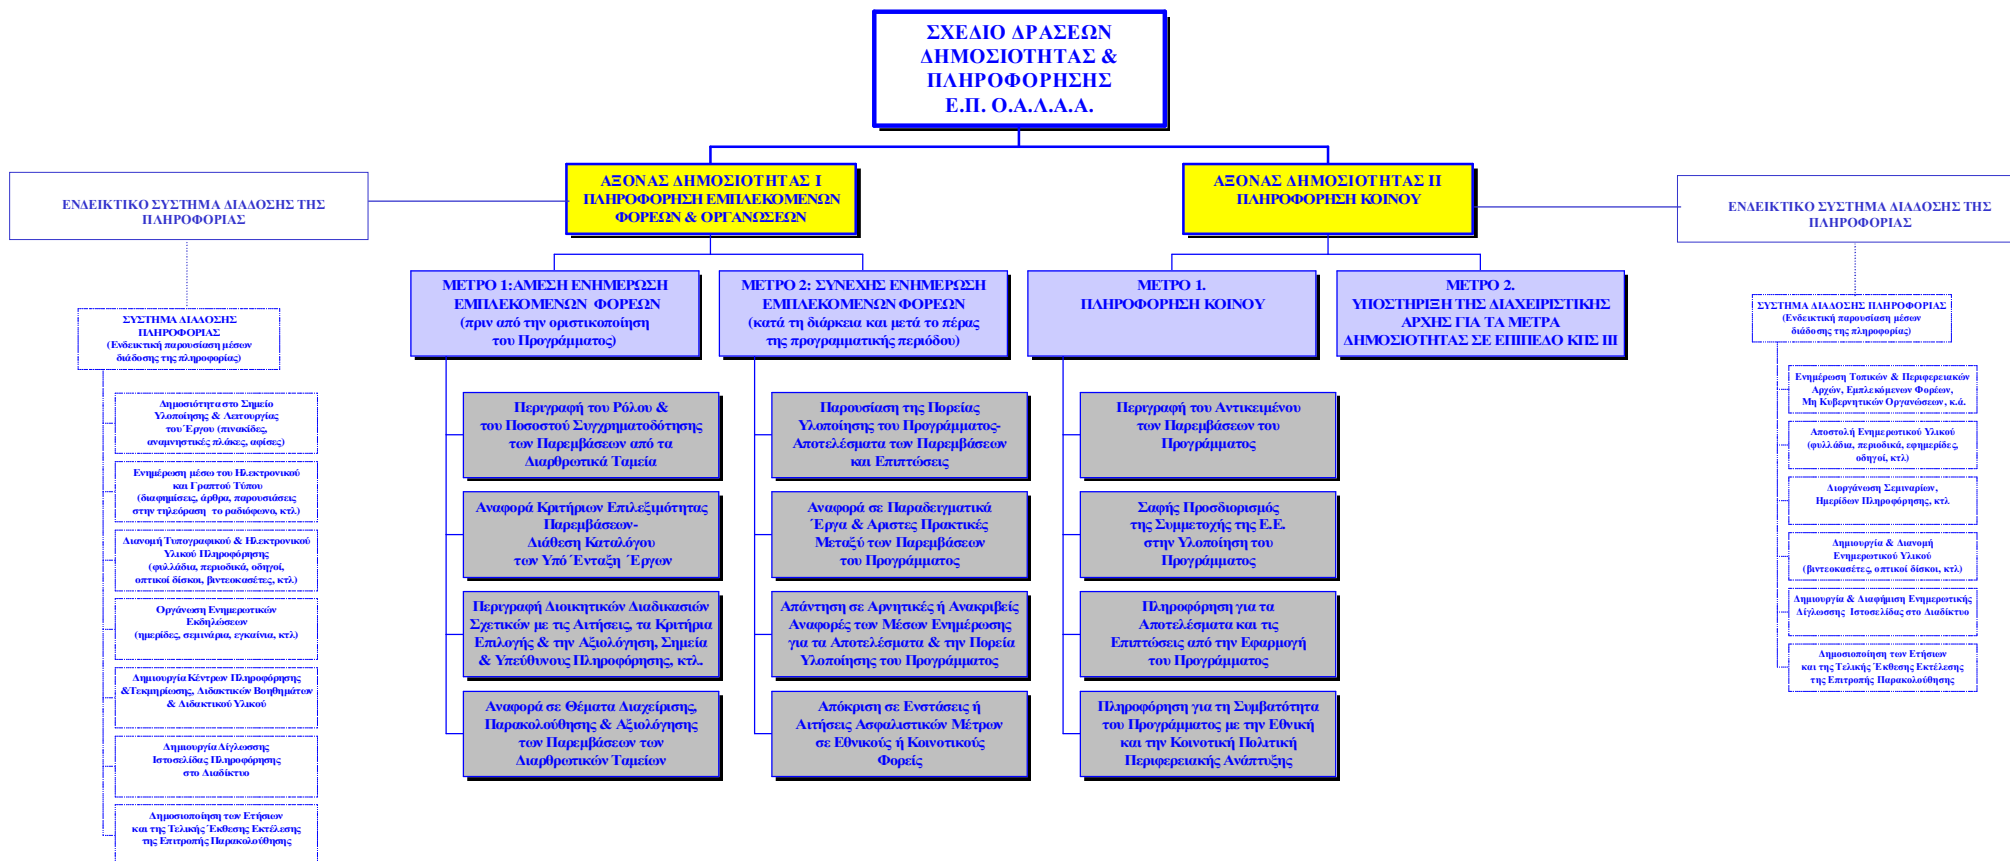 ΣΧΕΔΙΟ ΔΡΑΣΕΩΝ
ΔΗΜΟΣΙΟΤΗΤΑΣ &
ΠΛΗΡΟΦΟΡΗΣΗΣ
Ε.Π. Ο.Α.Λ.Α.Α.
ΕΝΔΕΙΚΤΙΚΟ ΣΥΣΤΗΜΑ ΔΙΑΔΟΣΗΣ ΤΗΣ
ΠΛΗΡΟΦΟΡΙΑΣ
ΑΞΟΝΑΣ ΔΗΜΟΣΙΟΤΗΤΑΣ Ι
ΠΛΗΡΟΦΟΡΗΣΗ ΕΜΠΛΕΚΟΜΕΝΩΝ
ΦΟΡΕΩΝ & ΟΡΓΑΝΩΣΕΩΝ
ΑΞΟΝΑΣ ΔΗΜΟΣΙΟΤΗΤΑΣ ΙΙ
ΠΛΗΡΟΦΟΡΗΣΗ ΚΟΙΝΟΥ
ΕΝΔΕΙΚΤΙΚΟ ΣΥΣΤΗΜΑ ΔΙΑΔΟΣΗΣ ΤΗΣ
ΠΛΗΡΟΦΟΡΙΑΣ
ΣΥΣΤΗΜΑ ΔΙΑΔΟΣΗΣ
ΠΛΗΡΟΦΟΡΙΑΣ
(Ενδεικτική παρουσίαση μέσων
διάδοσης της πληροφορίας)
Δημοσιότητα στο Σημείο
Υλοποίησης & Λειτουργίας
του Έργου (πινακίδες,
αναμνηστικές πλάκες, αφίσες)
Ενημέρωση μέσω του Ηλεκτρονικού
και Γραπτού Τύπου
(διαφημίσεις, άρθρα, παρουσιάσεις
στην τηλεόραση το ραδιόφωνο, κτλ)
Διανομή Τυπογραφικού & Ηλεκτρονικού
Υλικού Πληροφόρησης
(φυλλάδια, περιοδικά, οδηγοί,
οπτικοί δίσκοι, βιντεοκασέτες, κτλ)
Οργάνωση Ενημερωτικών
Εκδηλώσεων
(ημερίδες, σεμινάρια, εγκαίνια, κτλ)
Δημιουργία Κέντρων Πληροφόρησης
&Τεκμηρίωσης, Διδακτικών Βοηθημάτων
& Διδακτικού Υλικού
Δημιουργία Δίγλωσσης
Ιστοσελίδας Πληροφόρησης
στο Διαδίκτυο
Δημοσιοποίηση των Ετήσιων
και της Τελικής Έκθεσης Εκτέλεσης
της Επιτροπής Παρακολούθησης
ΜΕΤΡΟ 1:ΑΜΕΣΗ ΕΝΗΜΕΡΩΣΗ
ΕΜΠΛΕΚΟΜΕΝΩΝ ΦΟΡΕΩΝ
(πριν από την οριστικοποίηση
του Προγράμματος)
Περιγραφή του Ρόλου &
του Ποσοστού Συγχρηματοδότησης
των Παρεμβάσεων από τα
Διαρθρωτικά Ταμεία
Αναφορά Κριτήριων Επιλεξιμότητας
Παρεμβάσεων-
Διάθεση Καταλόγου
των Υπό Ένταξη Έργων
Περιγραφή Διοικητικών Διαδικασιών
Σχετικών με τις Αιτήσεις, τα Κριτήρια
Επιλογής & την Αξιολόγηση, Σημεία
& Υπεύθυνους Πληροφόρησης, κτλ.
Αναφορά σε Θέματα Διαχείρισης,
Παρακολούθησης & Αξιολόγησης
των Παρεμβάσεων των
Διαρθρωτικών Ταμείων
ΜΕΤΡΟ 2: ΣΥΝΕΧΗΣ ΕΝΗΜΕΡΩΣΗ
ΕΜΠΛΕΚΟΜΕΝΩΝ ΦΟΡΕΩΝ
(κατά τη διάρκεια και μετά το πέρας
της προγραμματικής περιόδου)
Παρουσίαση της Πορείας
Υλοποίησης του Προγράμματος-
Αποτελέσματα των Παρεμβάσεων
και Επιπτώσεις
Αναφορά σε Παραδειγματικά
Έργα & Αριστες Πρακτικές
Μεταξύ των Παρεμβάσεων
του Προγράμματος
Απάντηση σε Αρνητικές ή Ανακριβείς
Αναφορές των Μέσων Ενημέρωσης
για τα Αποτελέσματα & την Πορεία
Υλοποίησης του Προγράμματος
Απόκριση σε Ενστάσεις ή
Αιτήσεις Ασφαλιστικών Μέτρων
σε Εθνικούς ή Κοινοτικούς
Φορείς
ΜΕΤΡΟ 1.
ΠΛΗΡΟΦΟΡΗΣΗ ΚΟΙΝΟΥ
Περιγραφή του Αντικειμένου
των Παρεμβάσεων του
Προγράμματος
Σαφής Προσδιορισμός
της Συμμετοχής της Ε.Ε.
στην Υλοποίηση του
Προγράμματος
Πληροφόρηση για τα
Αποτελέσματα και τις
Επιπτώσεις από την Εφαρμογή
του Προγράμματος
Πληροφόρηση για τη Συμβατότητα
του Προγράμματος με την Εθνική
και την Κοινοτική Πολιτική
Περιφερειακής Ανάπτυξης
ΜΕΤΡΟ 2.
ΥΠΟΣΤΗΡΙΞΗ ΤΗΣ ΔΙΑΧΕΙΡΙΣΤΙΚΗΣ
ΑΡΧΗΣ ΓΙΑ ΤΑ ΜΕΤΡΑ
ΔΗΜΟΣΙΟΤΗΤΑΣ ΣΕ ΕΠΙΠΕΔΟ ΚΠΣ ΙΙΙ
ΣΥΣΤΗΜΑ ΔΙΑΔΟΣΗΣ ΠΛΗΡΟΦΟΡΙΑΣ
(Ενδεικτική παρουσίαση μέσων
διάδοσης της πληροφορίας)
Ενημέρωση Τοπικών & Περιφερειακών
Αρχών, Εμπλεκόμενων Φορέων,
Μη Κυβερνητικών Οργανώσεων, κ.ά.
Αποστολή Ενημερωτικού Υλικού
(φυλλάδια, περιοδικά, εφημερίδες,
οδηγοί, κτλ)
Διοργάνωση Σεμιναρίων,
Ημερίδων Πληροφόρησης, κτλ
Δημιουργία & Διανομή
Ενημερωτικού Υλικού
(βιντεοκασέτες, οπτικοί δίσκοι, κτλ)
Δημιουργία & Διαφήμιση Ενημερωτικής
Δίγλωσσης Ιστοσελίδας στο Διαδίκτυο
Δημοσιοποίηση των Ετήσιων
και της Τελικής Έκθεσης Εκτέλεσης
της Επιτροπής Παρακολούθησης